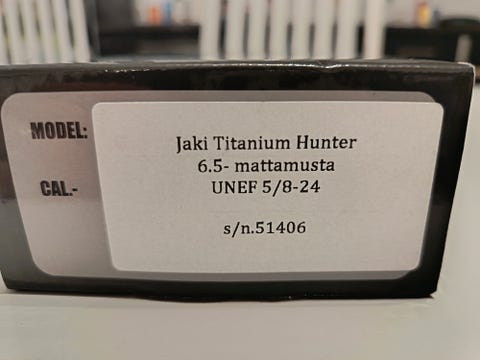 MODEL:
Jaki Titanium Hunter
6.5- mattamusta
CAL.-
UNEF 5/8-24
s/n.51406